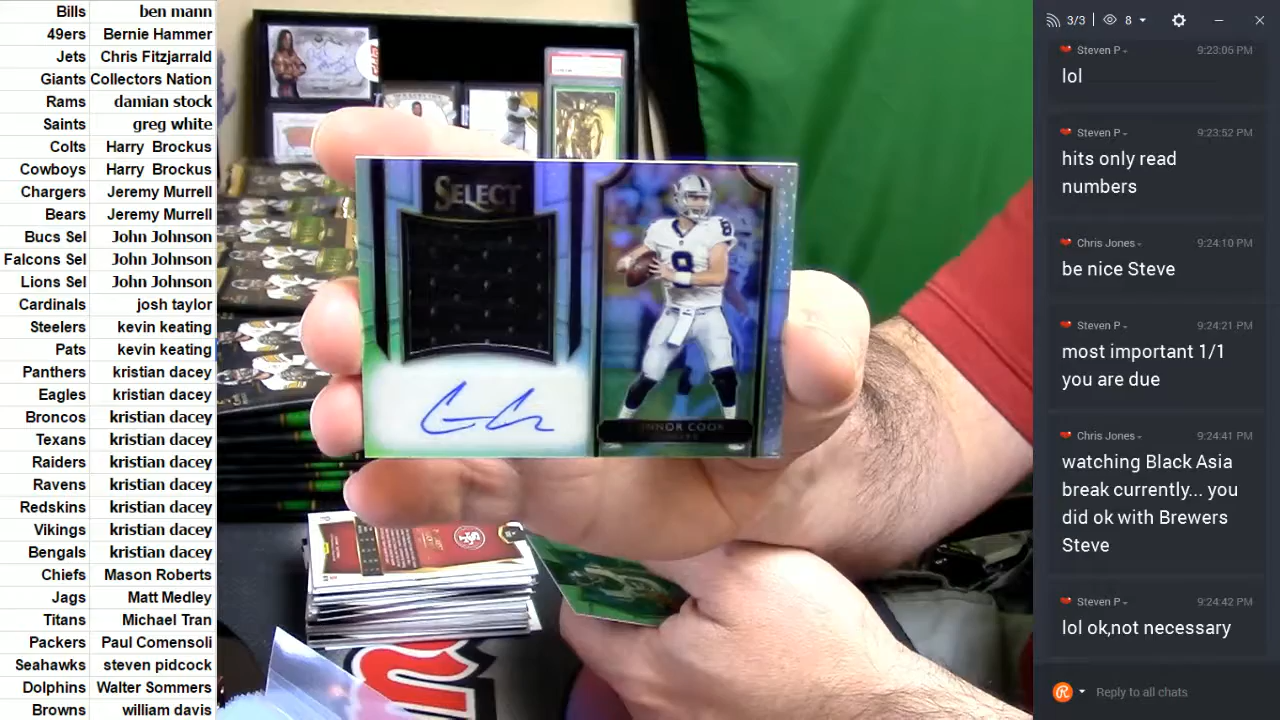 Bills ben mann
49ers Bernie Hammer
Jets Chris Fitzjarrald
Giants Collectors Nation
Rams damian stock
Saints greg white
Colts Harry Brockus
Cowboys Harry Brockus
Chargers Jeremy Murrell
Bears Jeremy Murrell
Bucs Sel John Johnson
Falcons Sel John Johnson
Lions Sel John Johnson
Cardinals josh taylor
Steelers kevin keating
Pats kevin keating
Panthers kristian dacey
Eagles kristian dacey
Broncos kristian dacey
Texans kristian dacey
Raiders kristian dacey
Ravens kristian dacey
Redskins kristian dacey
Vikings kristian dacey
Bengals kristian dacey
Chiefs Mason Roberts
Jags Matt Medley
Titans Michael Tran
Packers Paul Comensoli
Seahawks steven pidcock
Dolphins Walter Sommers
Browns william davis
SELECT
8
COOK
3/3 8
Steven P 9:23:06 PM
lol
Steven P 9:23:52 PM
hits only read
numbers
Chris Jones 9:24:10 PM
be nice Steve
Steven P 9:24:21 PM
most important 1/1
you are due
Chris Jones 9:24:41 PM
watching Black Asia
break currently... you
did ok with Brewers
Steve
Steven P 9:24:42 PM
lol ok,not necessary
Reply to all chats